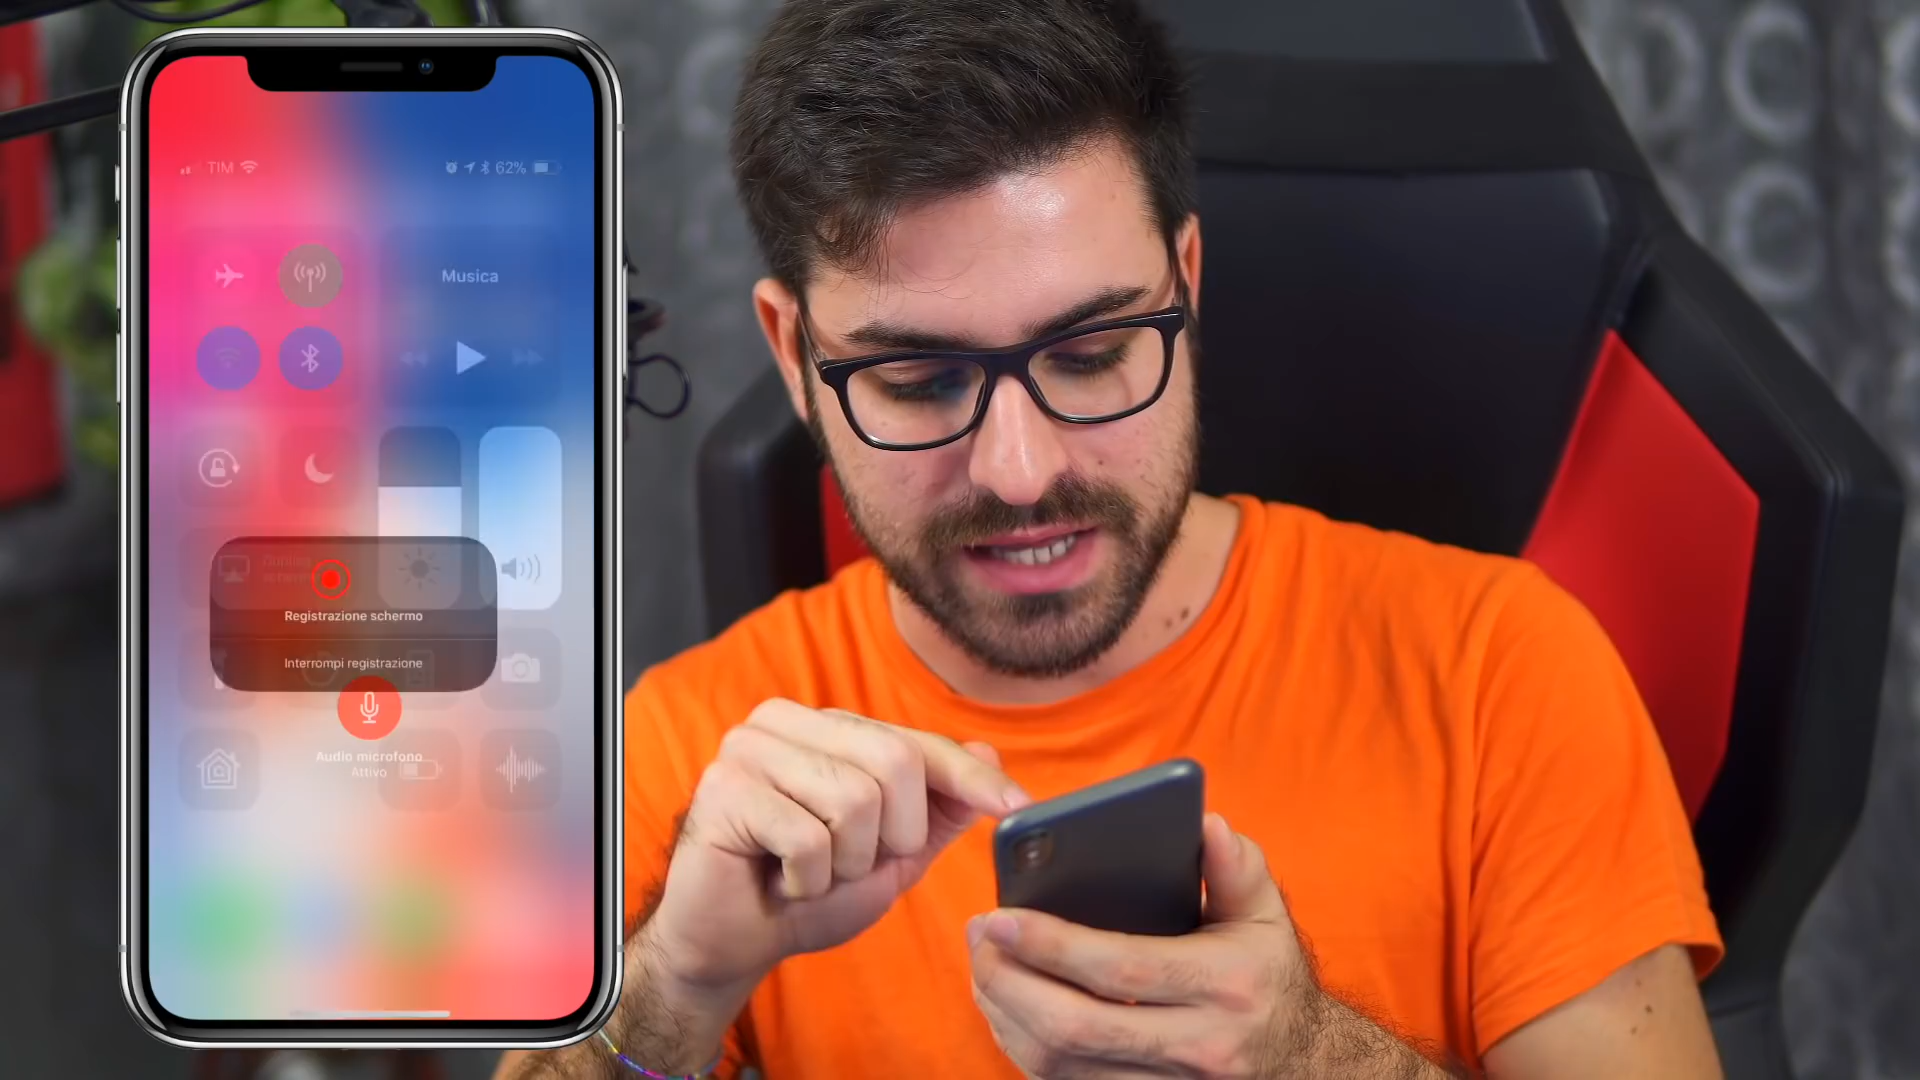 TIM
62%
Musica
Registrazione schermo
Interrompi registrazione
Audio microfono
Attivo